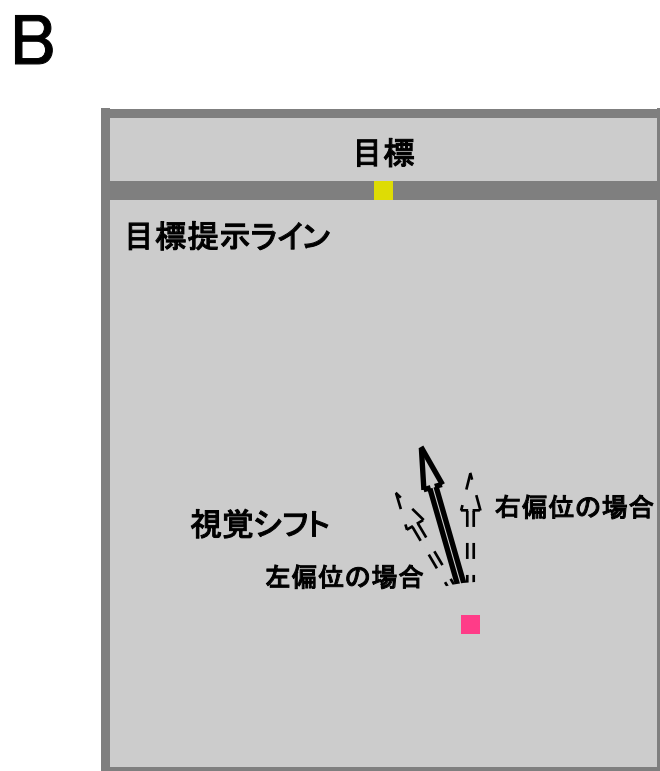 B
目標
目標提示ライン
視覚シフト
右偏位の場合
左偏位の場合